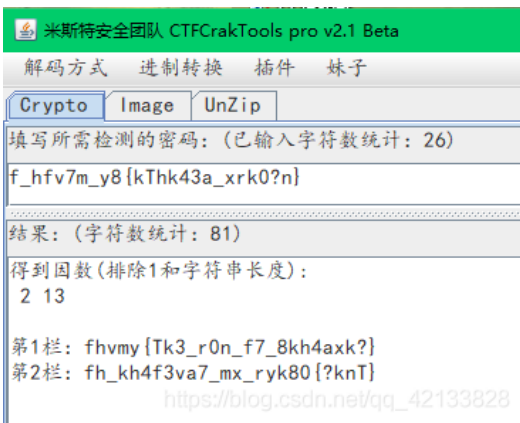 米斯特安全团队 CTFCrakTools pro v2.1 Beta
解码方式 进制转换 插件 妹子
Crypto Image UnZip
填写所需检测的密码：(已输入字符数统计：26)
f_hfv7m_y8{kThk43a_xrk0?n}
结果：(字符数统计：81)
得到因数(排除1和字符串长度)：
2 13
第1栏：fhvmy{Tk3_r0n_f7_8kh4axk?}
第2栏：fh_kh4f3va7_mx_ryk80{?knT}
https://blog.csdn.net/qq_42133828